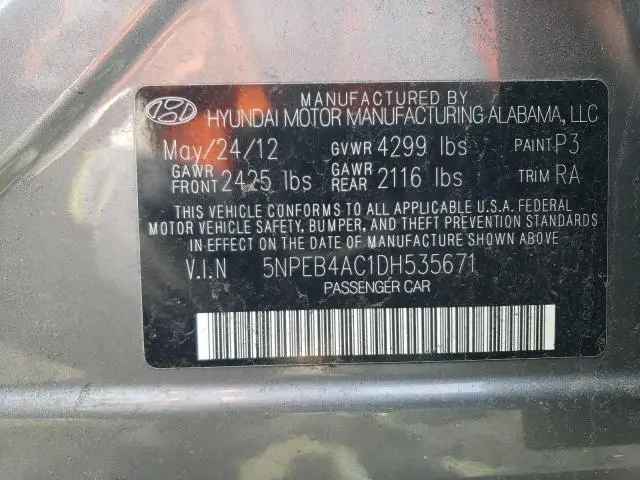 MANUFACTURED BY
HYUNDAI MOTOR MANUFACTURING ALABAMA, LLC
May/24/12 GVWR 4299 lbs PAINT P3
GAWR FRONT 2425 lbs GAWR REAR 2116 lbs TRIM RA
THIS VEHICLE CONFORMS TO ALL APPLICABLE U.S.A. FEDERAL
MOTOR VEHICLE SAFETY, BUMPER, AND THEFT PREVENTION STANDARDS
IN EFFECT ON THE DATE OF MANUFACTURE SHOWN ABOVE.
V.I.N 5NPEB4AC1DH535671
PASSENGER CAR